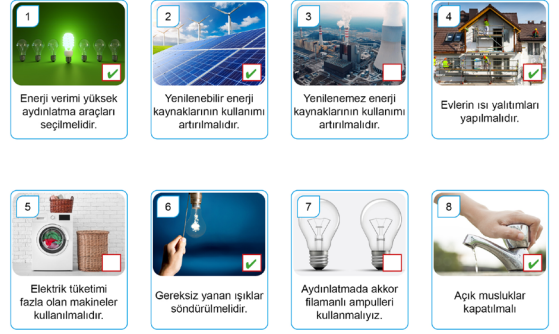 1
Enerji verimi yüksek
aydınlatma araçları
seçilmelidir.
2
Yenilenebilir enerji
kaynaklarının kullanımı
artırılmalıdır.
3
Yenilenemez enerji
kaynaklarının kullanımı
artırılmalıdır.
4
Evlerin ısı yalıtımları
yapılmalıdır.
5
Elektrik tüketimi
fazla olan makineler
kullanılmalıdır.
6
Gereksiz yanan ışıklar
söndürülmelidir.
7
Aydınlatmada akkor
filamanlı ampulleri
kullanmalıyız.
8
Açık musluklar
kapatılmalı